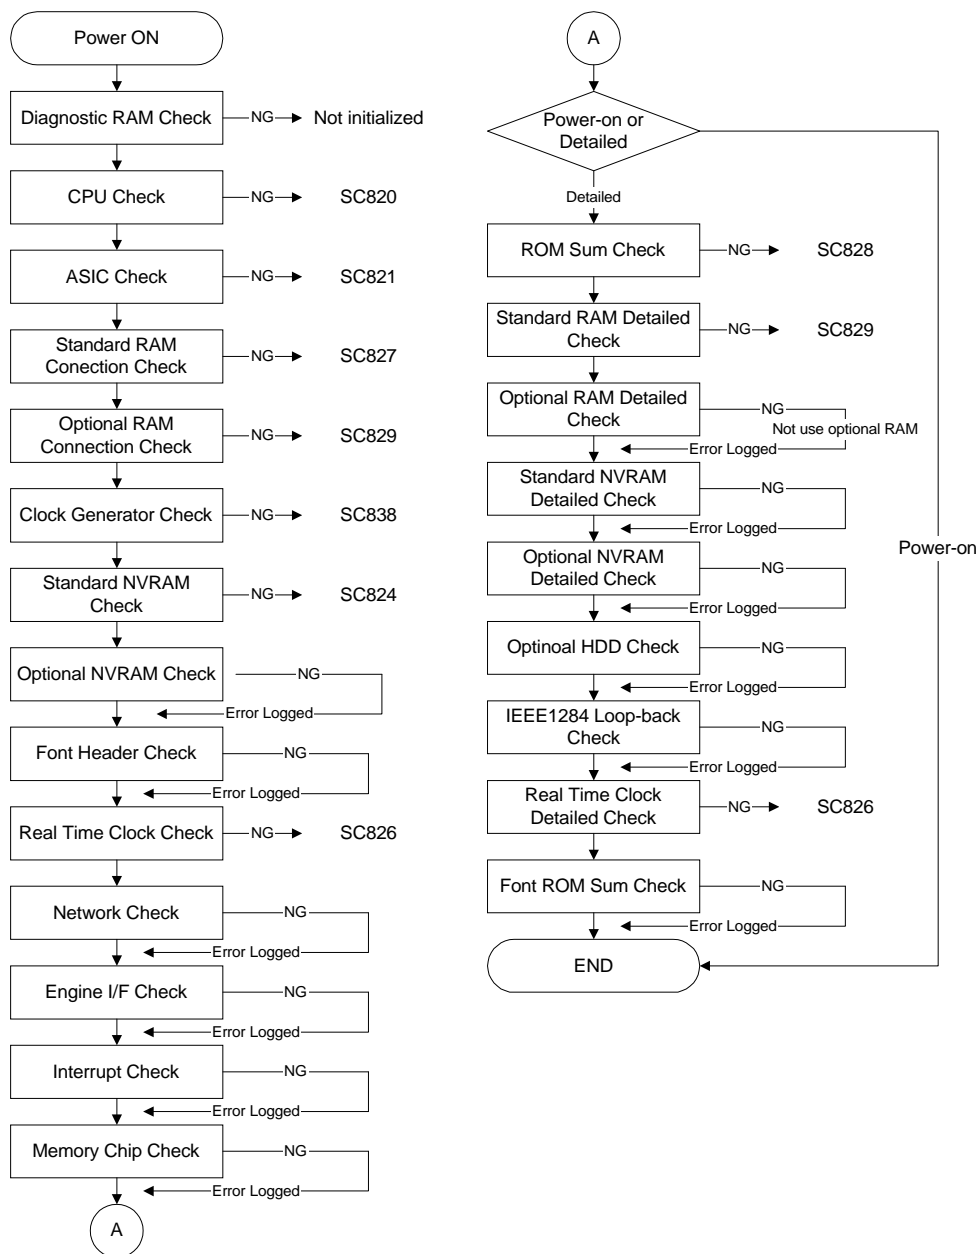 Power ON
Diagnostic RAM Check
NG
Not initialized
CPU Check
NG
SC820
ASIC Check
NG
SC821
Standard RAM
Conection Check
NG
SC827
Optional RAM
Connection Check
NG
SC829
Clock Generator Check
NG
SC838
Standard NVRAM
Check
NG
SC824
Optional NVRAM Check
NG
Error Logged
Font Header Check
NG
Error Logged
Real Time Clock Check
NG
SC826
Network Check
NG
Error Logged
Engine I/F Check
NG
Error Logged
Interrupt Check
NG
Error Logged
Memory Chip Check
NG
Error Logged
A
A
Power-on or
Detailed
Detailed
ROM Sum Check
NG
SC828
Standard RAM Detailed
Check
NG
SC829
Optional RAM Detailed
Check
NG
Not use optional RAM
Error Logged
Standard NVRAM
Detailed Check
NG
Error Logged
Optional NVRAM
Detailed Check
NG
Error Logged
Optinoal HDD Check
NG
Error Logged
IEEE1284 Loop-back
Check
NG
Error Logged
Real Time Clock
Detailed Check
NG
SC826
Font ROM Sum Check
NG
Error Logged
END
Power-on